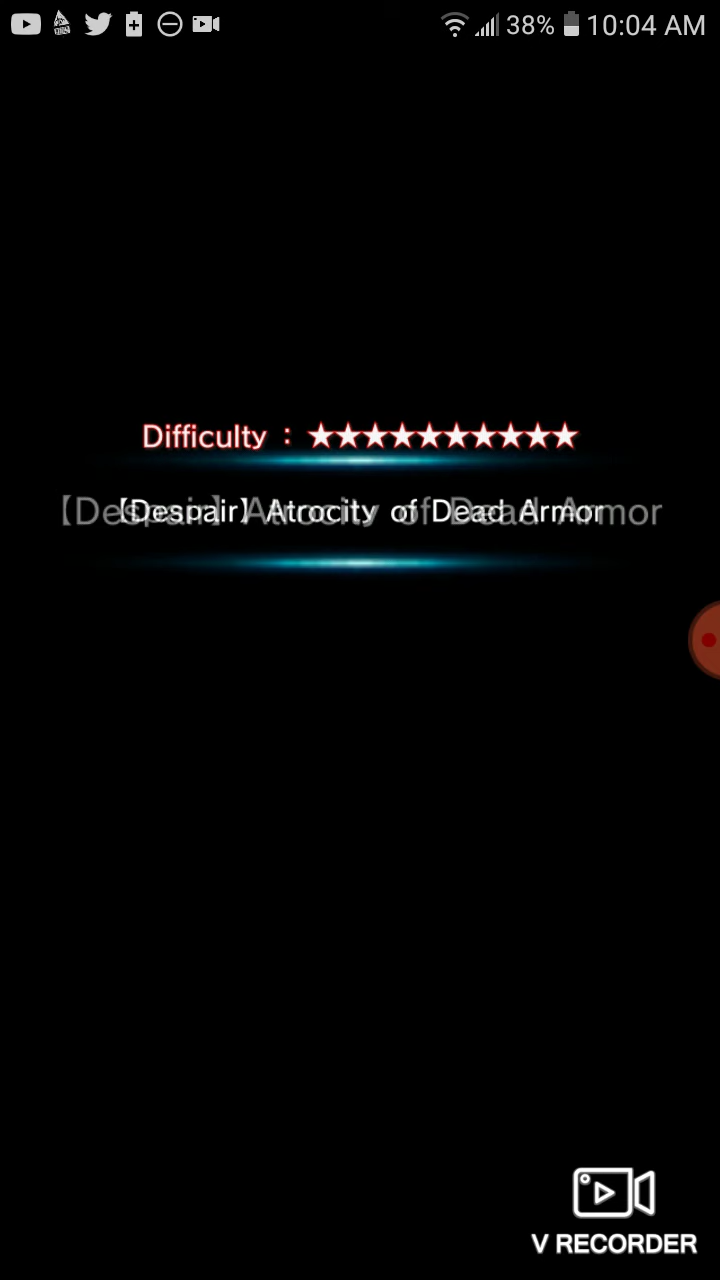 38% 10:04 AM
Difficulty : ★★★★★★★★★★
【Despair】Atrocity of Dead Armor
V RECORDER